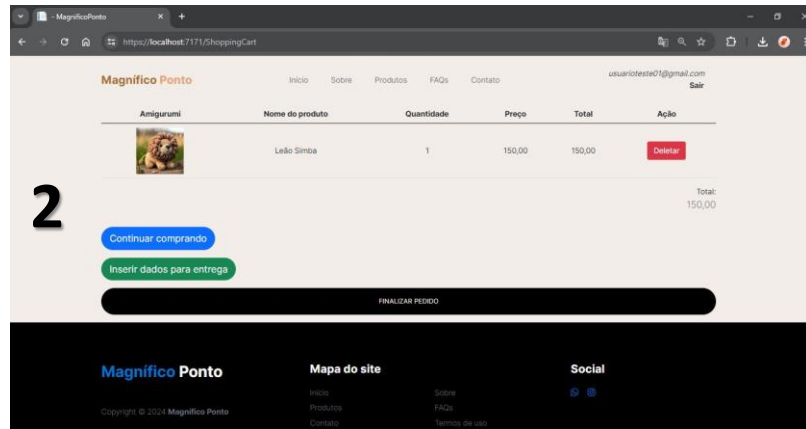 - MagníficoPonto
https://localhost:7171/ShoppingCart
Magnífico Ponto
Início Sobre Produtos FAQs Contato
usuarioteste01@gmail.com
Sair
Amigurumi Nome do produto Quantidade Preço Total Ação
Leão Simba 1 150,00 150,00 Deletar
Total:
150,00
2
Continuar comprando
Inserir dados para entrega
FINALIZAR PEDIDO
Magnífico Ponto Mapa do site Social
Início Sobre
Copyright © 2024 Magnífico Ponto Produtos FAQs
Contato Termos de uso